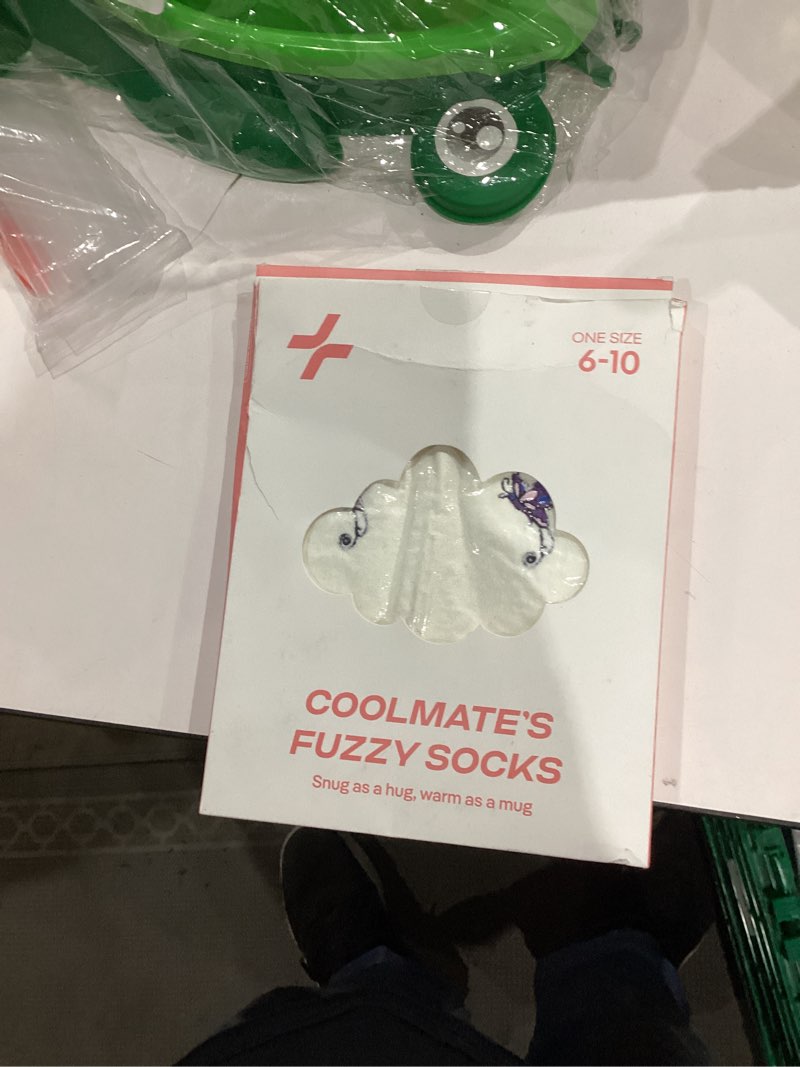 ONE SIZE
6-10
COOLMATE'S
FUZZY SOCKS
Snug as a hug, warm as a mug